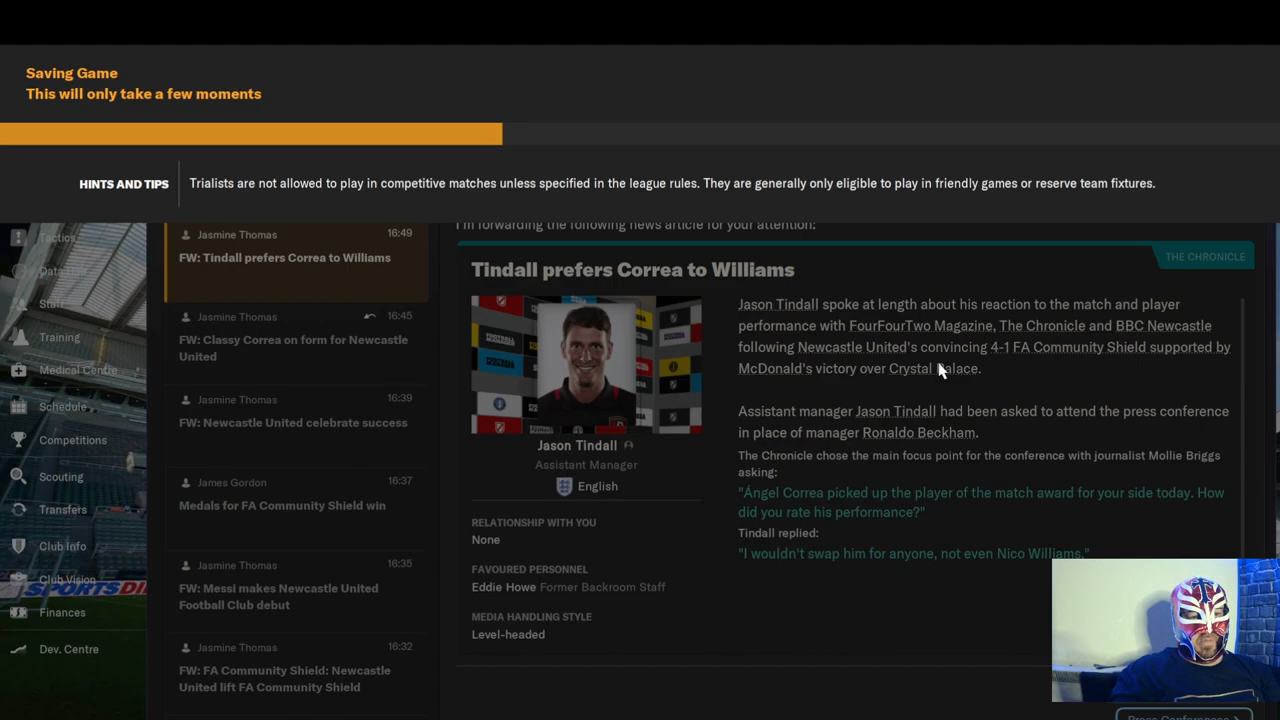 Saving Game
This will only take a few moments
HINTS AND TIPS
Trialists are not allowed to play in competitive matches unless specified in the league rules. They are generally only eligible to play in friendly games or reserve team fixtures.
Tactics
Data Hub
Staff
Training
Medical Centre
Schedule
Competitions
Scouting
Transfers
Club Info
Club Vision
Finances
Dev. Centre
SPORTS DI
Jasmine Thomas 16:49
FW: Tindall prefers Correa to Williams
Jasmine Thomas 16:45
FW: Classy Correa on form for Newcastle
United
Jasmine Thomas 16:39
FW: Newcastle United celebrate success
James Gordon 16:37
Medals for FA Community Shield win
Jasmine Thomas 16:35
FW: Messi makes Newcastle United
Football Club debut
Jasmine Thomas 16:32
FW: FA Community Shield: Newcastle
United lift FA Community Shield
I'm forwarding the following news article for your attention:
THE CHRONICLE
Tindall prefers Correa to Williams
Jason Tindall
Assistant Manager
English
RELATIONSHIP WITH YOU
None
FAVOURED PERSONNEL
Eddie Howe Former Backroom Staff
MEDIA HANDLING STYLE
Level-headed
Jason Tindall spoke at length about his reaction to the match and player
performance with FourFourTwo Magazine, The Chronicle and BBC Newcastle
following Newcastle United's convincing 4-1 FA Community Shield supported by
McDonald's victory over Crystal Palace.
Assistant manager Jason Tindall had been asked to attend the press conference
in place of manager Ronaldo Beckham.
The Chronicle chose the main focus point for the conference with journalist Mollie Briggs
asking:
"Ángel Correa picked up the player of the match award for your side today. How
did you rate his performance?"
Tindall replied:
"I wouldn't swap him for anyone, not even Nico Williams."
Press Conferences >